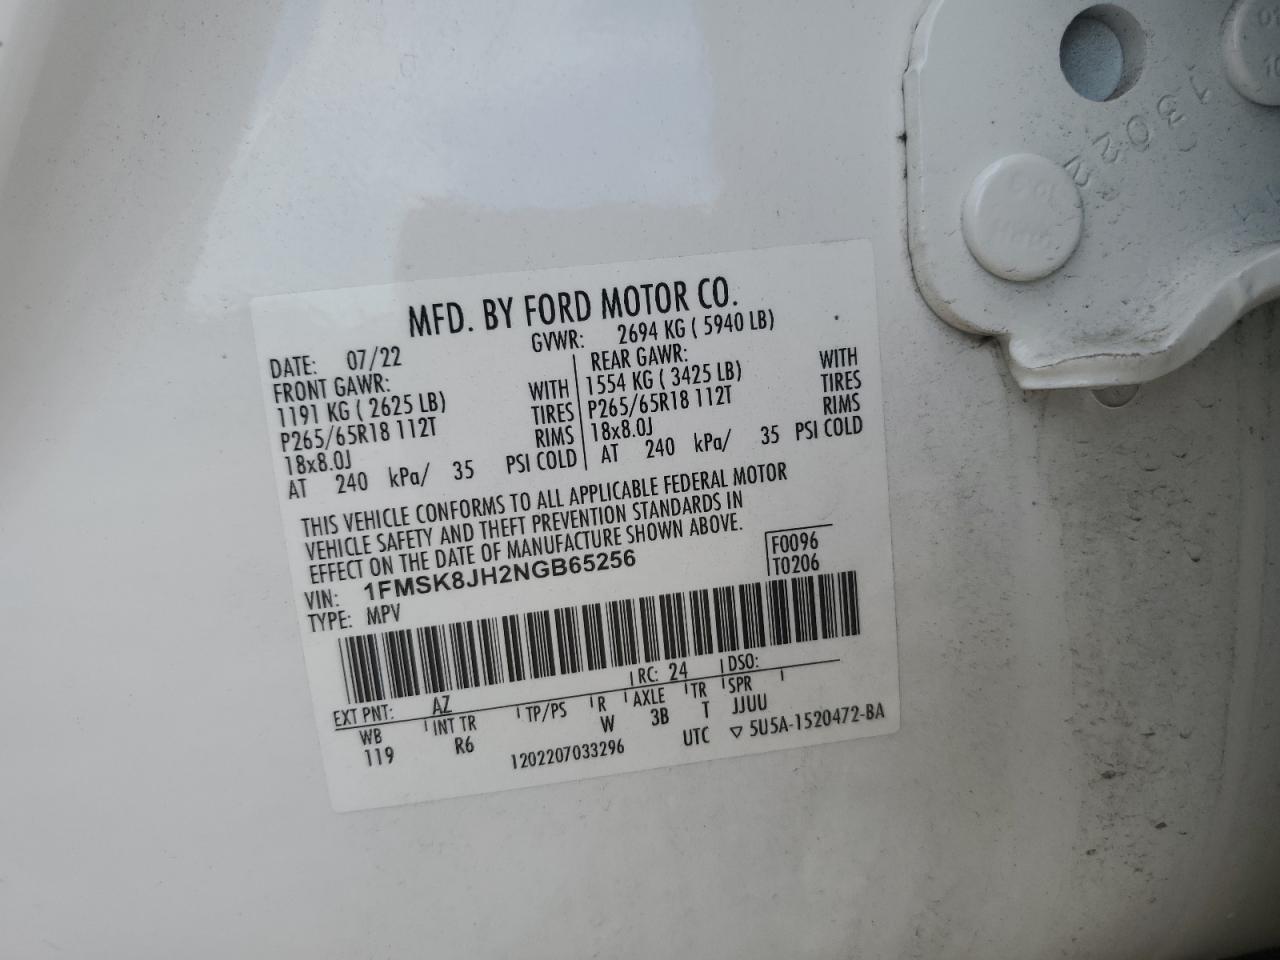 MFD. BY FORD MOTOR CO.
DATE: 07/22 GVWR: 2694 KG ( 5940 LB)
FRONT GAWR:
1191 KG ( 2625 LB) WITH
P265/65R18 112T TIRES
18x8.0J RIMS
AT 240 kPa/ 35 PSI COLD
REAR GAWR: WITH
1554 KG ( 3425 LB) TIRES
P265/65R18 112T RIMS
18x8.0J
AT 240 kPa/ 35 PSI COLD
THIS VEHICLE CONFORMS TO ALL APPLICABLE FEDERAL MOTOR
VEHICLE SAFETY AND THEFT PREVENTION STANDARDS IN
EFFECT ON THE DATE OF MANUFACTURE SHOWN ABOVE.
VIN: 1FMSK8JH2NGB65256
TYPE: MPV
F0096
T0206
EXT PNT: AZ RC: 24 DSO:
WB INT TR TP/PS R AXLE TR SPR
119 R6 W 3B T JJUU
1202207033296 UTC ▽ 5U5A-1520472-BA
13022